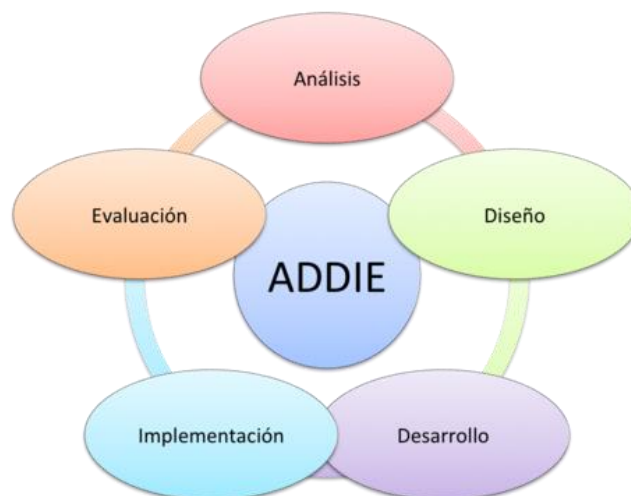 Análisis
Evaluación
Diseño
ADDIE
Implementación
Desarrollo